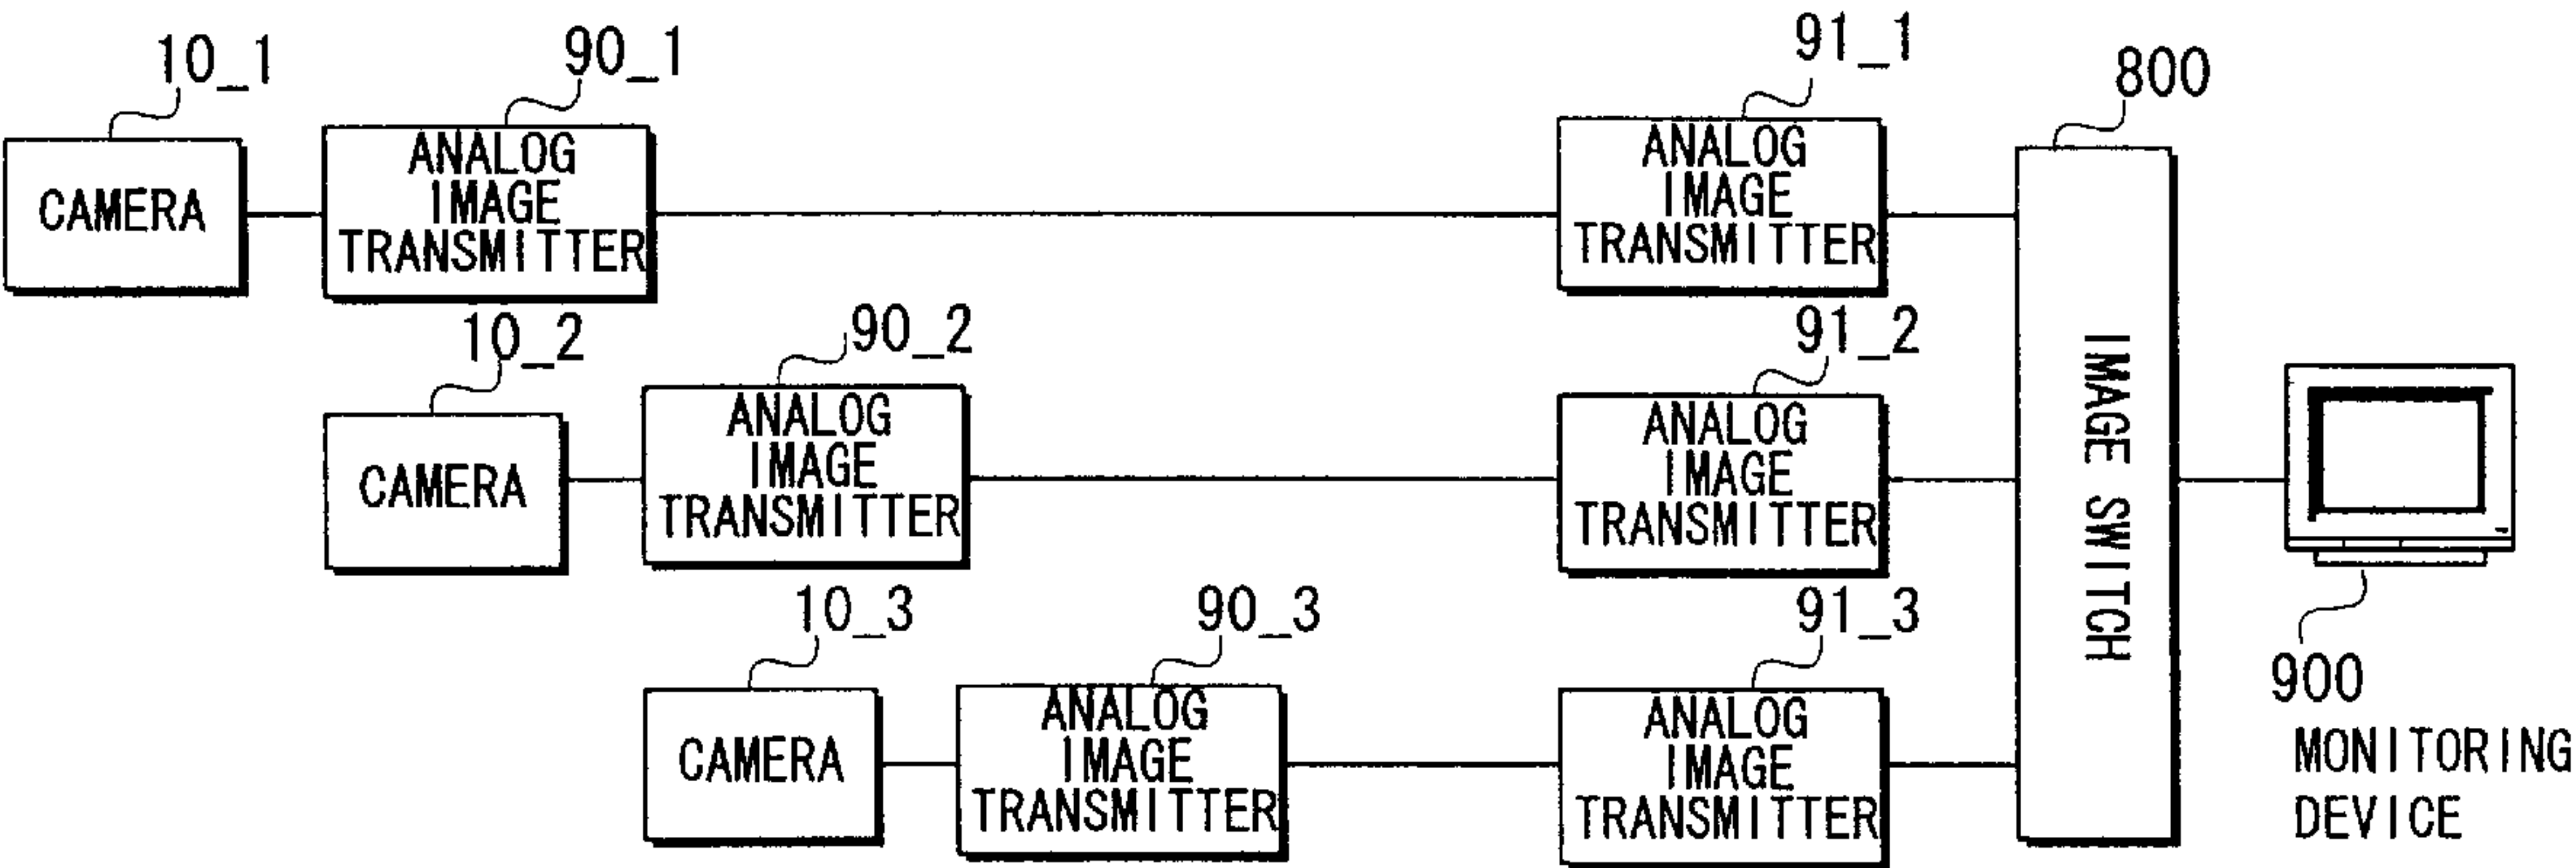 10_1
90_1
91_1
800
CAMERA
ANALOG
IMAGE
TRANSMITTER
ANALOG
IMAGE
TRANSMITTER
10_2
90_2
91_2
CAMERA
ANALOG
IMAGE
TRANSMITTER
ANALOG
IMAGE
TRANSMITTER
IMAGE SWITCH
10_3
90_3
91_3
CAMERA
ANALOG
IMAGE
TRANSMITTER
ANALOG
IMAGE
TRANSMITTER
900
MONITORING
DEVICE